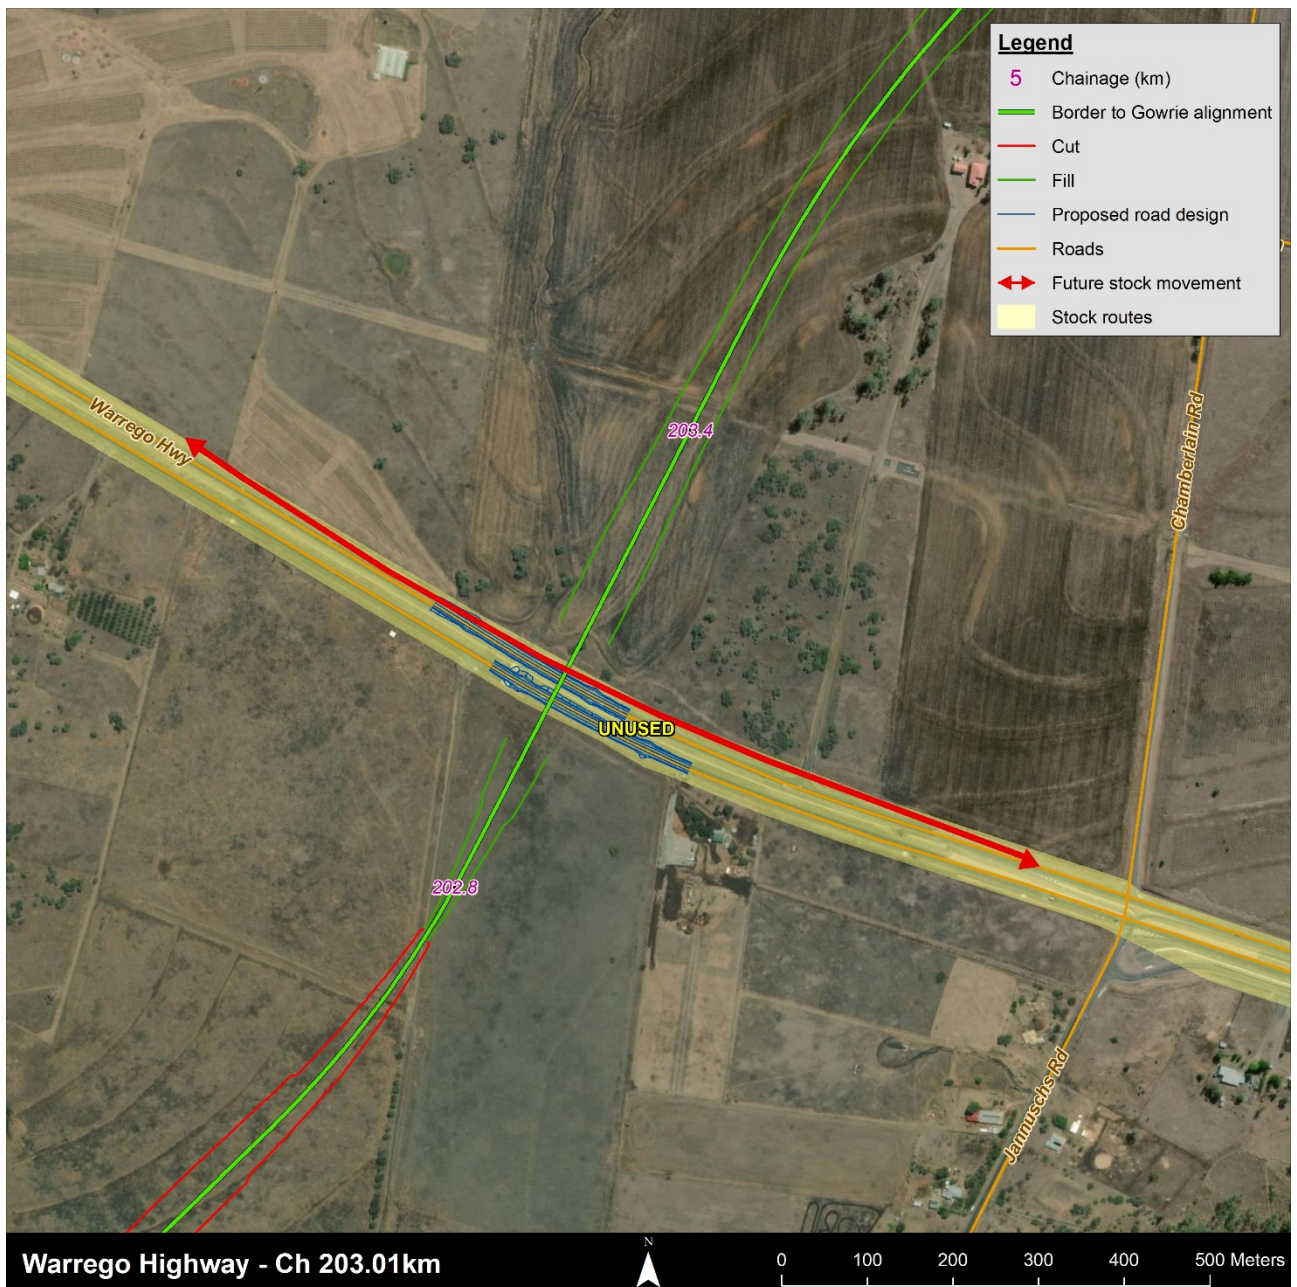 Legend
5 Chainage (km)
Border to Gowrie alignment
Cut
Fill
Proposed road design
Roads
Future stock movement
Stock routes
Warrego Hwy
203.4
Chamberlain Rd
UNUSED
202.8
Jannuschs Rd
Warrego Highway - Ch 203.01km
N
0 100 200 300 400 500 Meters